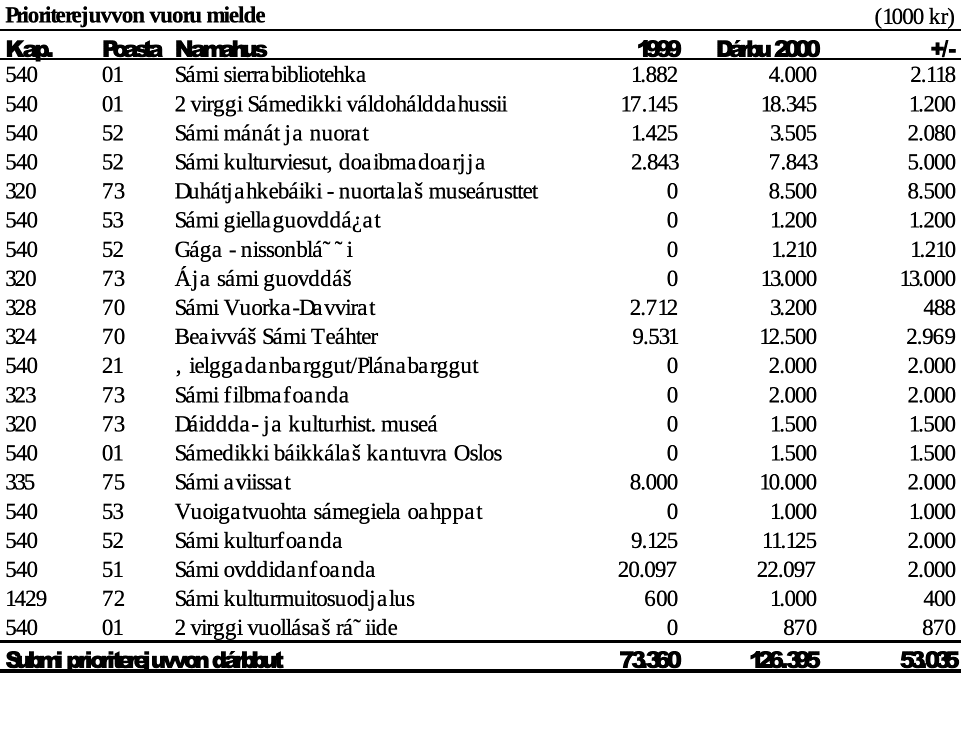 Prioriterejuvvon vuoru mielde (1000 kr)
Kap. Poasta Namahus 1999 Dárbu 2000 +/-
540 01 Sámi sierrabibliotehka 1.882 4.000 2.118
540 01 2 virggi Sámedikki váldohálddahussii 17.145 18.345 1.200
540 52 Sámi mánát ja nuorat 1.425 3.505 2.080
540 52 Sámi kulturviesut, doaibmadoarjja 2.843 7.843 5.000
320 73 Duhátjahkebáiki - nuortalaš museárusttet 0 8.500 8.500
540 53 Sámi giellaguovddá¿at 0 1.200 1.200
540 52 Gága - nissonblá˜˜i 0 1.210 1.210
320 73 Ája sámi guovddáš 0 13.000 13.000
328 70 Sámi Vuorka-Davvirat 2.712 3.200 488
324 70 Beaivváš Sámi Teáhter 9.531 12.500 2.969
540 21 ‚ ielggadanbarggut/Plánabarggut 0 2.000 2.000
323 73 Sámi filbmafoanda 0 2.000 2.000
320 73 Dáiddda- ja kulturhist. museá 0 1.500 1.500
540 01 Sámedikki báikkálaš kantuvra Oslos 0 1.500 1.500
335 75 Sámi aviissat 8.000 10.000 2.000
540 53 Vuoigatvuohta sámegiela oahppat 0 1.000 1.000
540 52 Sámi kulturfoanda 9.125 11.125 2.000
540 51 Sámi ovddidanfoanda 20.097 22.097 2.000
1429 72 Sámi kulturmuitosuodjalus 600 1.000 400
540 01 2 virggi vuollásaš rá˜iide 0 870 870
Submi prioriterejuvvon dárbbut 73.360 126.395 53.035